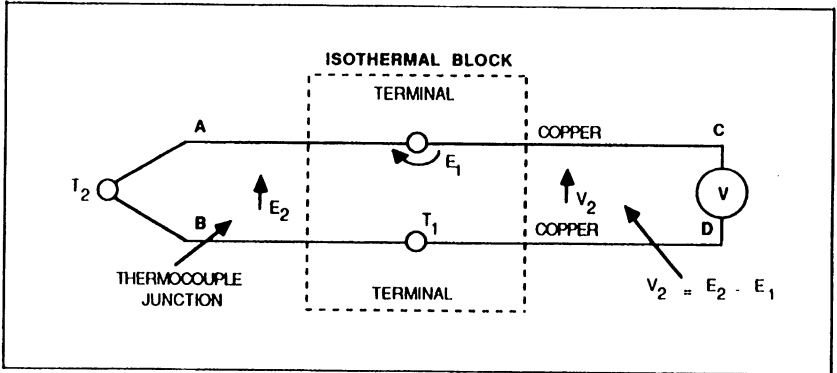 ISOTHERMAL BLOCK
TERMINAL
A
COPPER
C
E1
T2
E2
V2
V
B
T1
COPPER
D
THERMOCOUPLE
JUNCTION
TERMINAL
V2 = E2 - E1